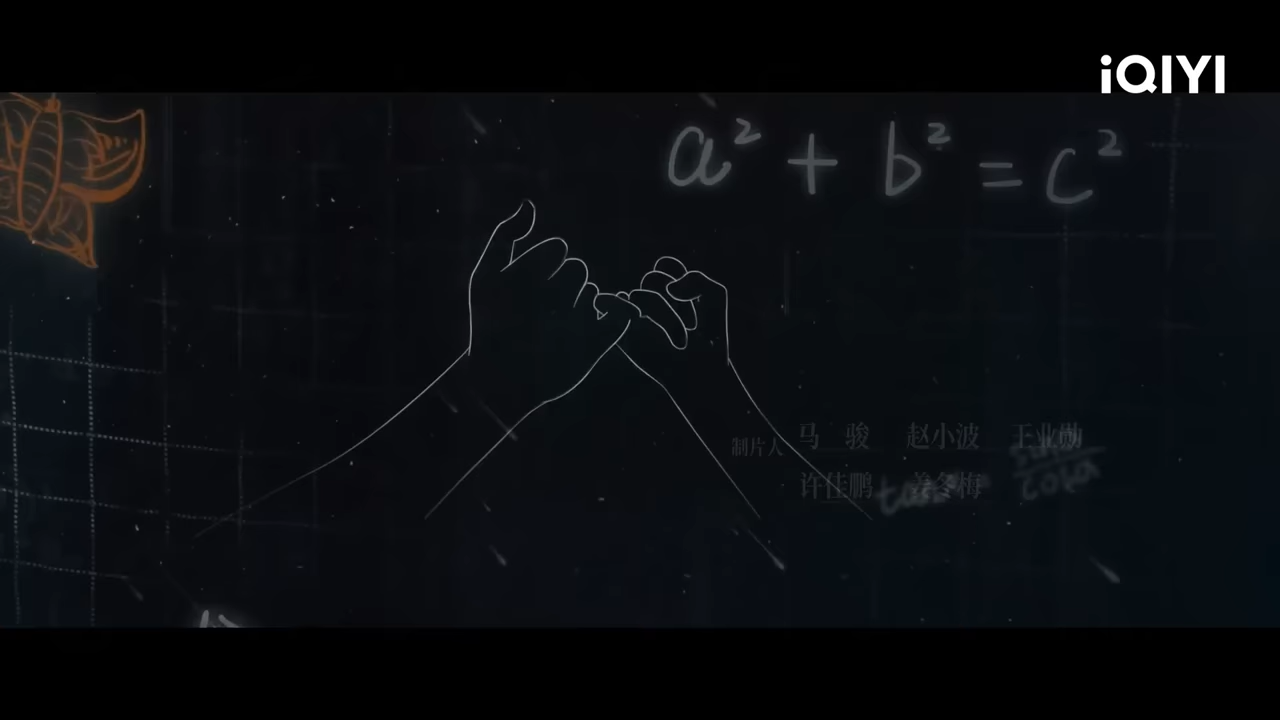 iQIYI
a² + b² = c²
制片人 马 骏 赵小波 王业勋
许佳鹏 姜冬梅